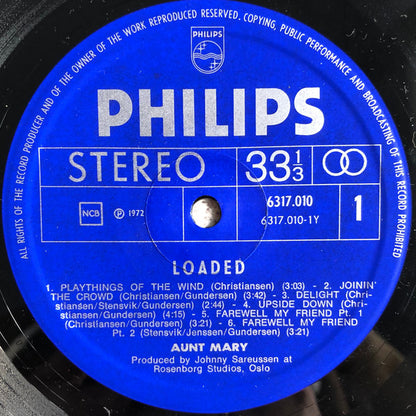 ALL RIGHTS OF THE RECORD PRODUCER AND OF THE OWNER OF THE WORK REPRODUCED RESERVED. COPYING, PUBLIC PERFORMANCE AND BROADCASTING OF THIS RECORD PROHIBITED
PHILIPS
PHILIPS
STEREO 33 1/3
NCB ℗ 1972 6317.010 1
6317.010-1Y
LOADED
1. PLAYTHINGS OF THE WIND (Christiansen) (3:03) - 2. JOININ'
THE CROWD (Christiansen/Gundersen) (3:42) - 3. DELIGHT (Chri-
stiansen/Stensvik/Gundersen) (2:44) - 4. UPSIDE DOWN (Chri-
stiansen) (4:15) - 5. FAREWELL MY FRIEND Pt. 1
(Christiansen/Gundersen) (3:21) - 6. FAREWELL MY FRIEND
Pt. 2 (Stensvik/Jenssen/Gundersen) (3:21)
AUNT MARY
Produced by Johnny Sareussen at
Rosenborg Studios, Oslo